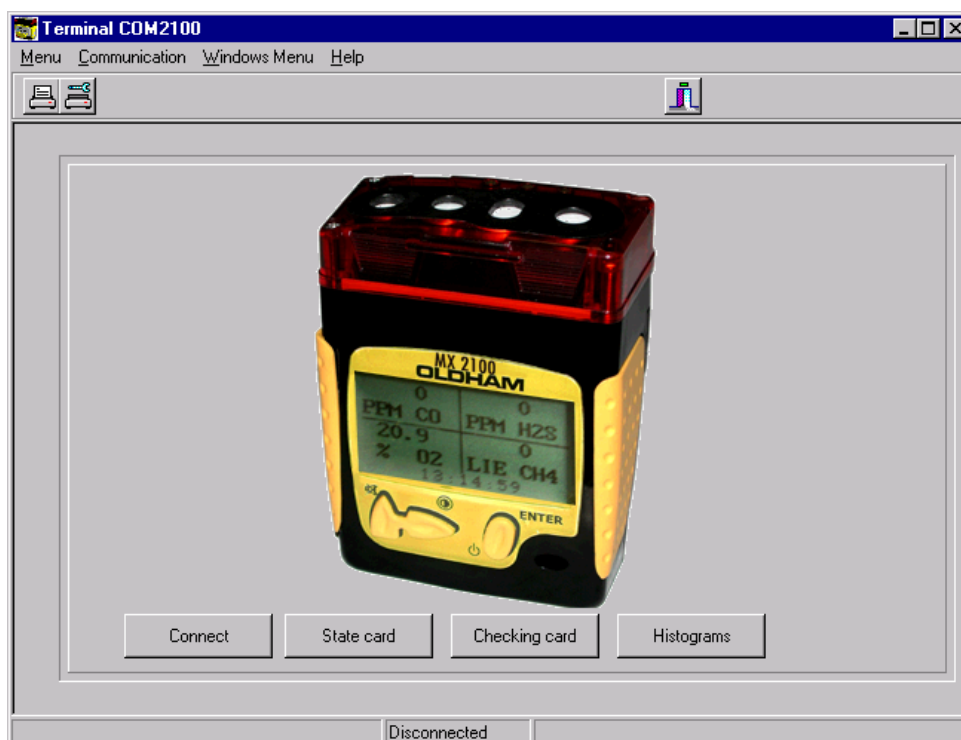 Terminal COM2100
Menu Communication Windows Menu Help
MX 2100
OLDHAM
0 0
PPM CO PPM H2S
20.9 0
% O2 LIE CH4
13:14:59
ENTER
Connect State card Checking card Histograms
Disconnected